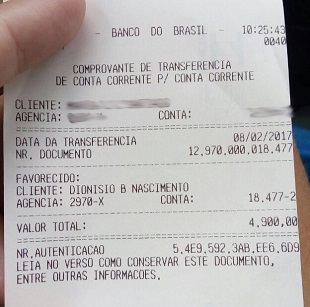 - BANCO DO BRASIL - 10:25:43
0040
COMPROVANTE DE TRANSFERENCIA
DE CONTA CORRENTE P/ CONTA CORRENTE
CLIENTE:
AGENCIA: CONTA:
DATA DA TRANSFERENCIA 08/02/2017
NR. DOCUMENTO 12,970,000,018,477
FAVORECIDO:
CLIENTE: DIONISIO B NASCIMENTO
AGENCIA: 2970-X CONTA: 18,477-2
VALOR TOTAL: 4,900,00
NR.AUTENTICACAO 5,4E9,592,3AB,EE6,6D9
LEIA NO VERSO COMO CONSERVAR ESTE DOCUMENTO,
ENTRE OUTRAS INFORMACOES.